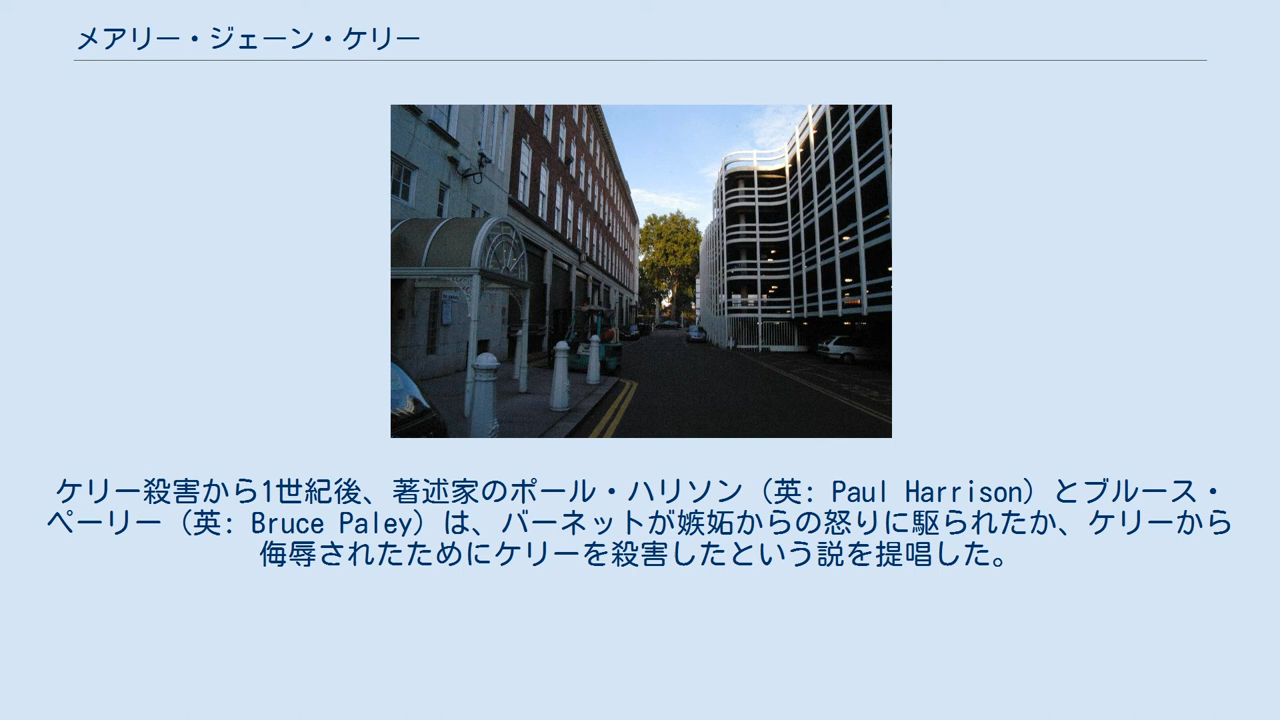 メアリー・ジェーン・ケリー
ケリー殺害から1世紀後、著述家のポール・ハリソン（英: Paul Harrison）とブルース・
ペーリー（英: Bruce Paley）は、バーネットが嫉妬からの怒りに駆られたか、ケリーから
侮辱されたためにケリーを殺害したという説を提唱した。